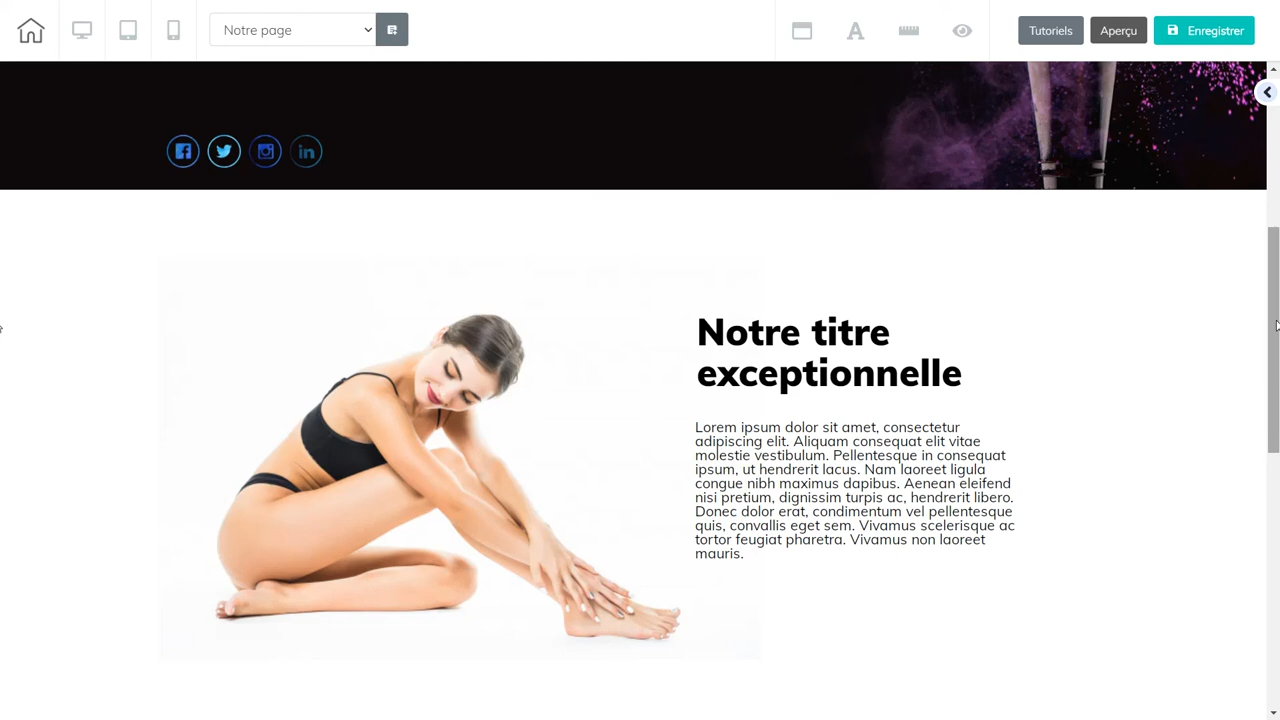 Notre page
Tutoriels
Aperçu
Enregistrer
Notre titre
exceptionnelle
Lorem ipsum dolor sit amet, consectetur
adipiscing elit. Aliquam consequat elit vitae
molestie vestibulum. Pellentesque in consequat
ipsum, ut hendrerit lacus. Nam laoreet ligula
congue nibh maximus dapibus. Aenean eleifend
nisi pretium, dignissim turpis ac, hendrerit libero.
Donec dolor erat, condimentum vel pellentesque
quis, convallis eget sem. Vivamus scelerisque ac
tortor feugiat pharetra. Vivamus non laoreet
mauris.